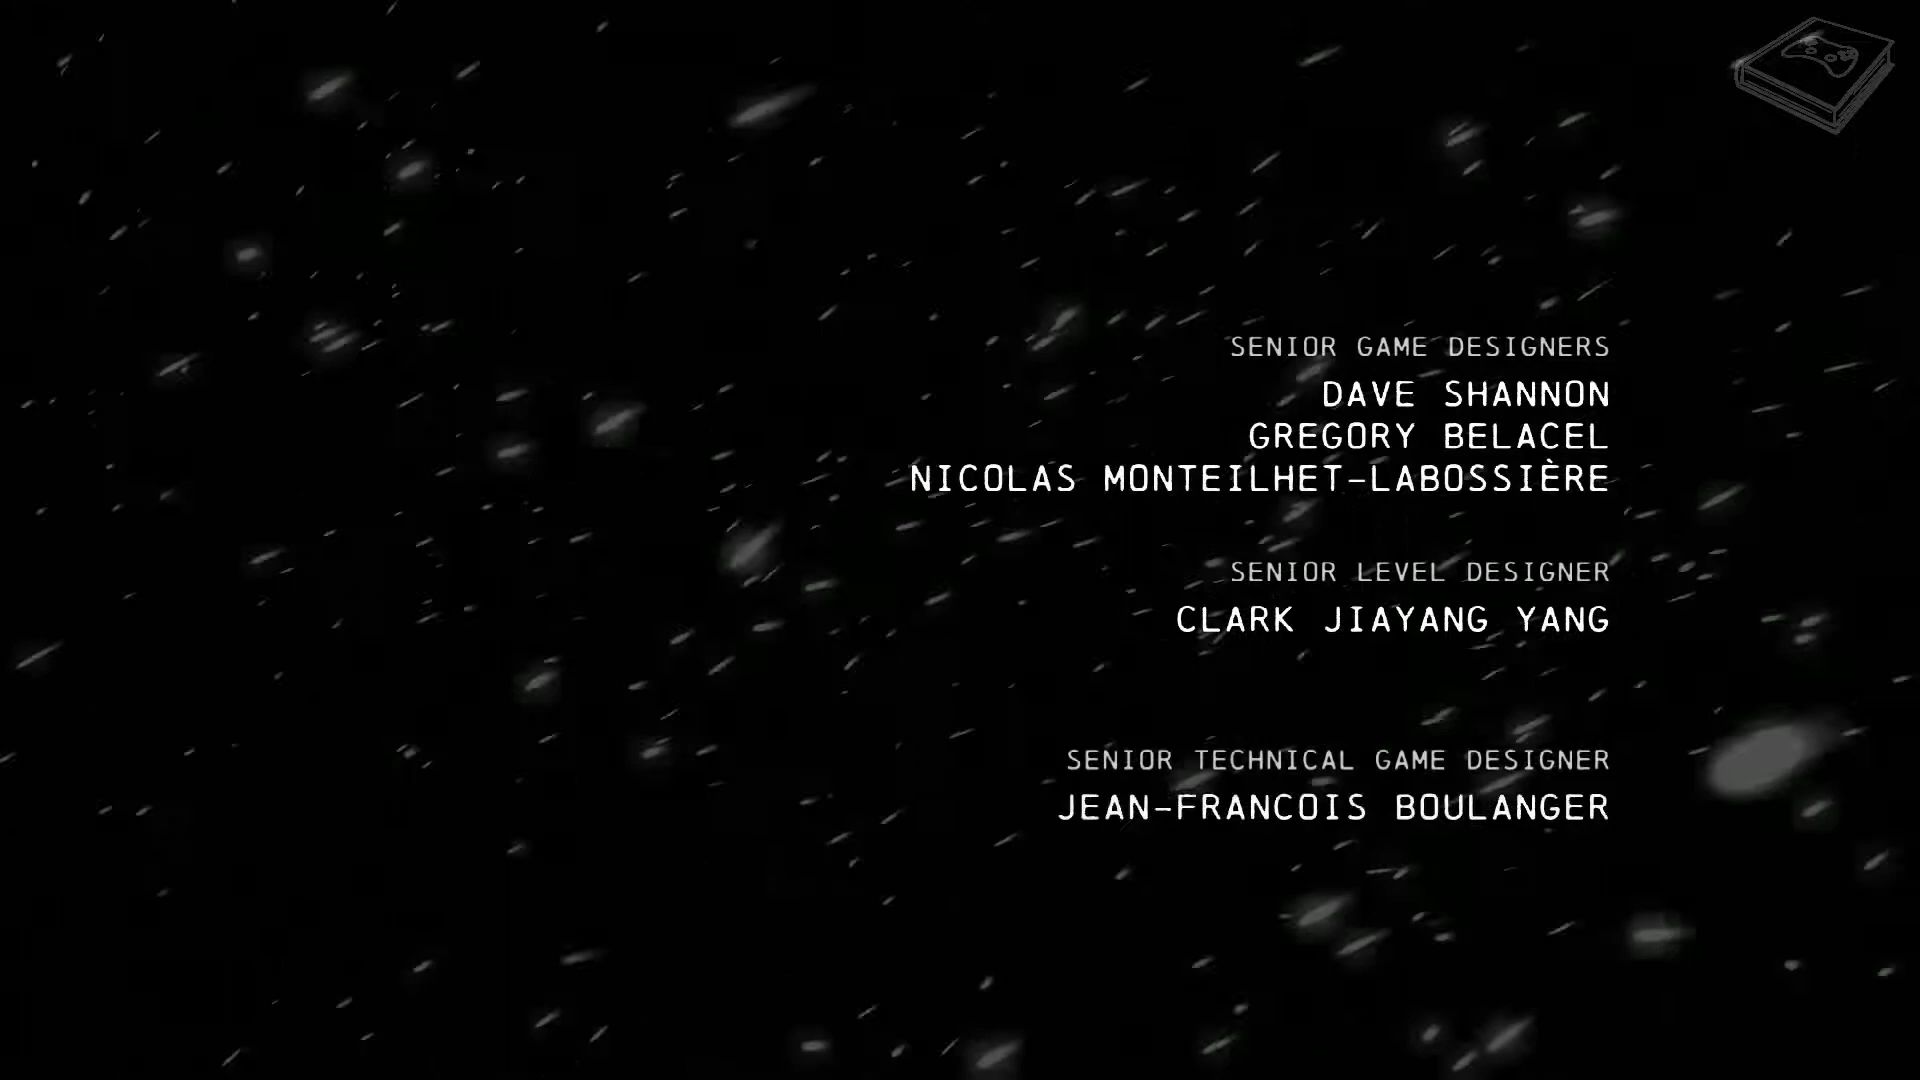 SENIOR GAME DESIGNERS
DAVE SHANNON
GREGORY BELACEL
NICOLAS MONTEILHET-LABOSSIÈRE
SENIOR LEVEL DESIGNER
CLARK JIAYANG YANG
SENIOR TECHNICAL GAME DESIGNER
JEAN-FRANCOIS BOULANGER